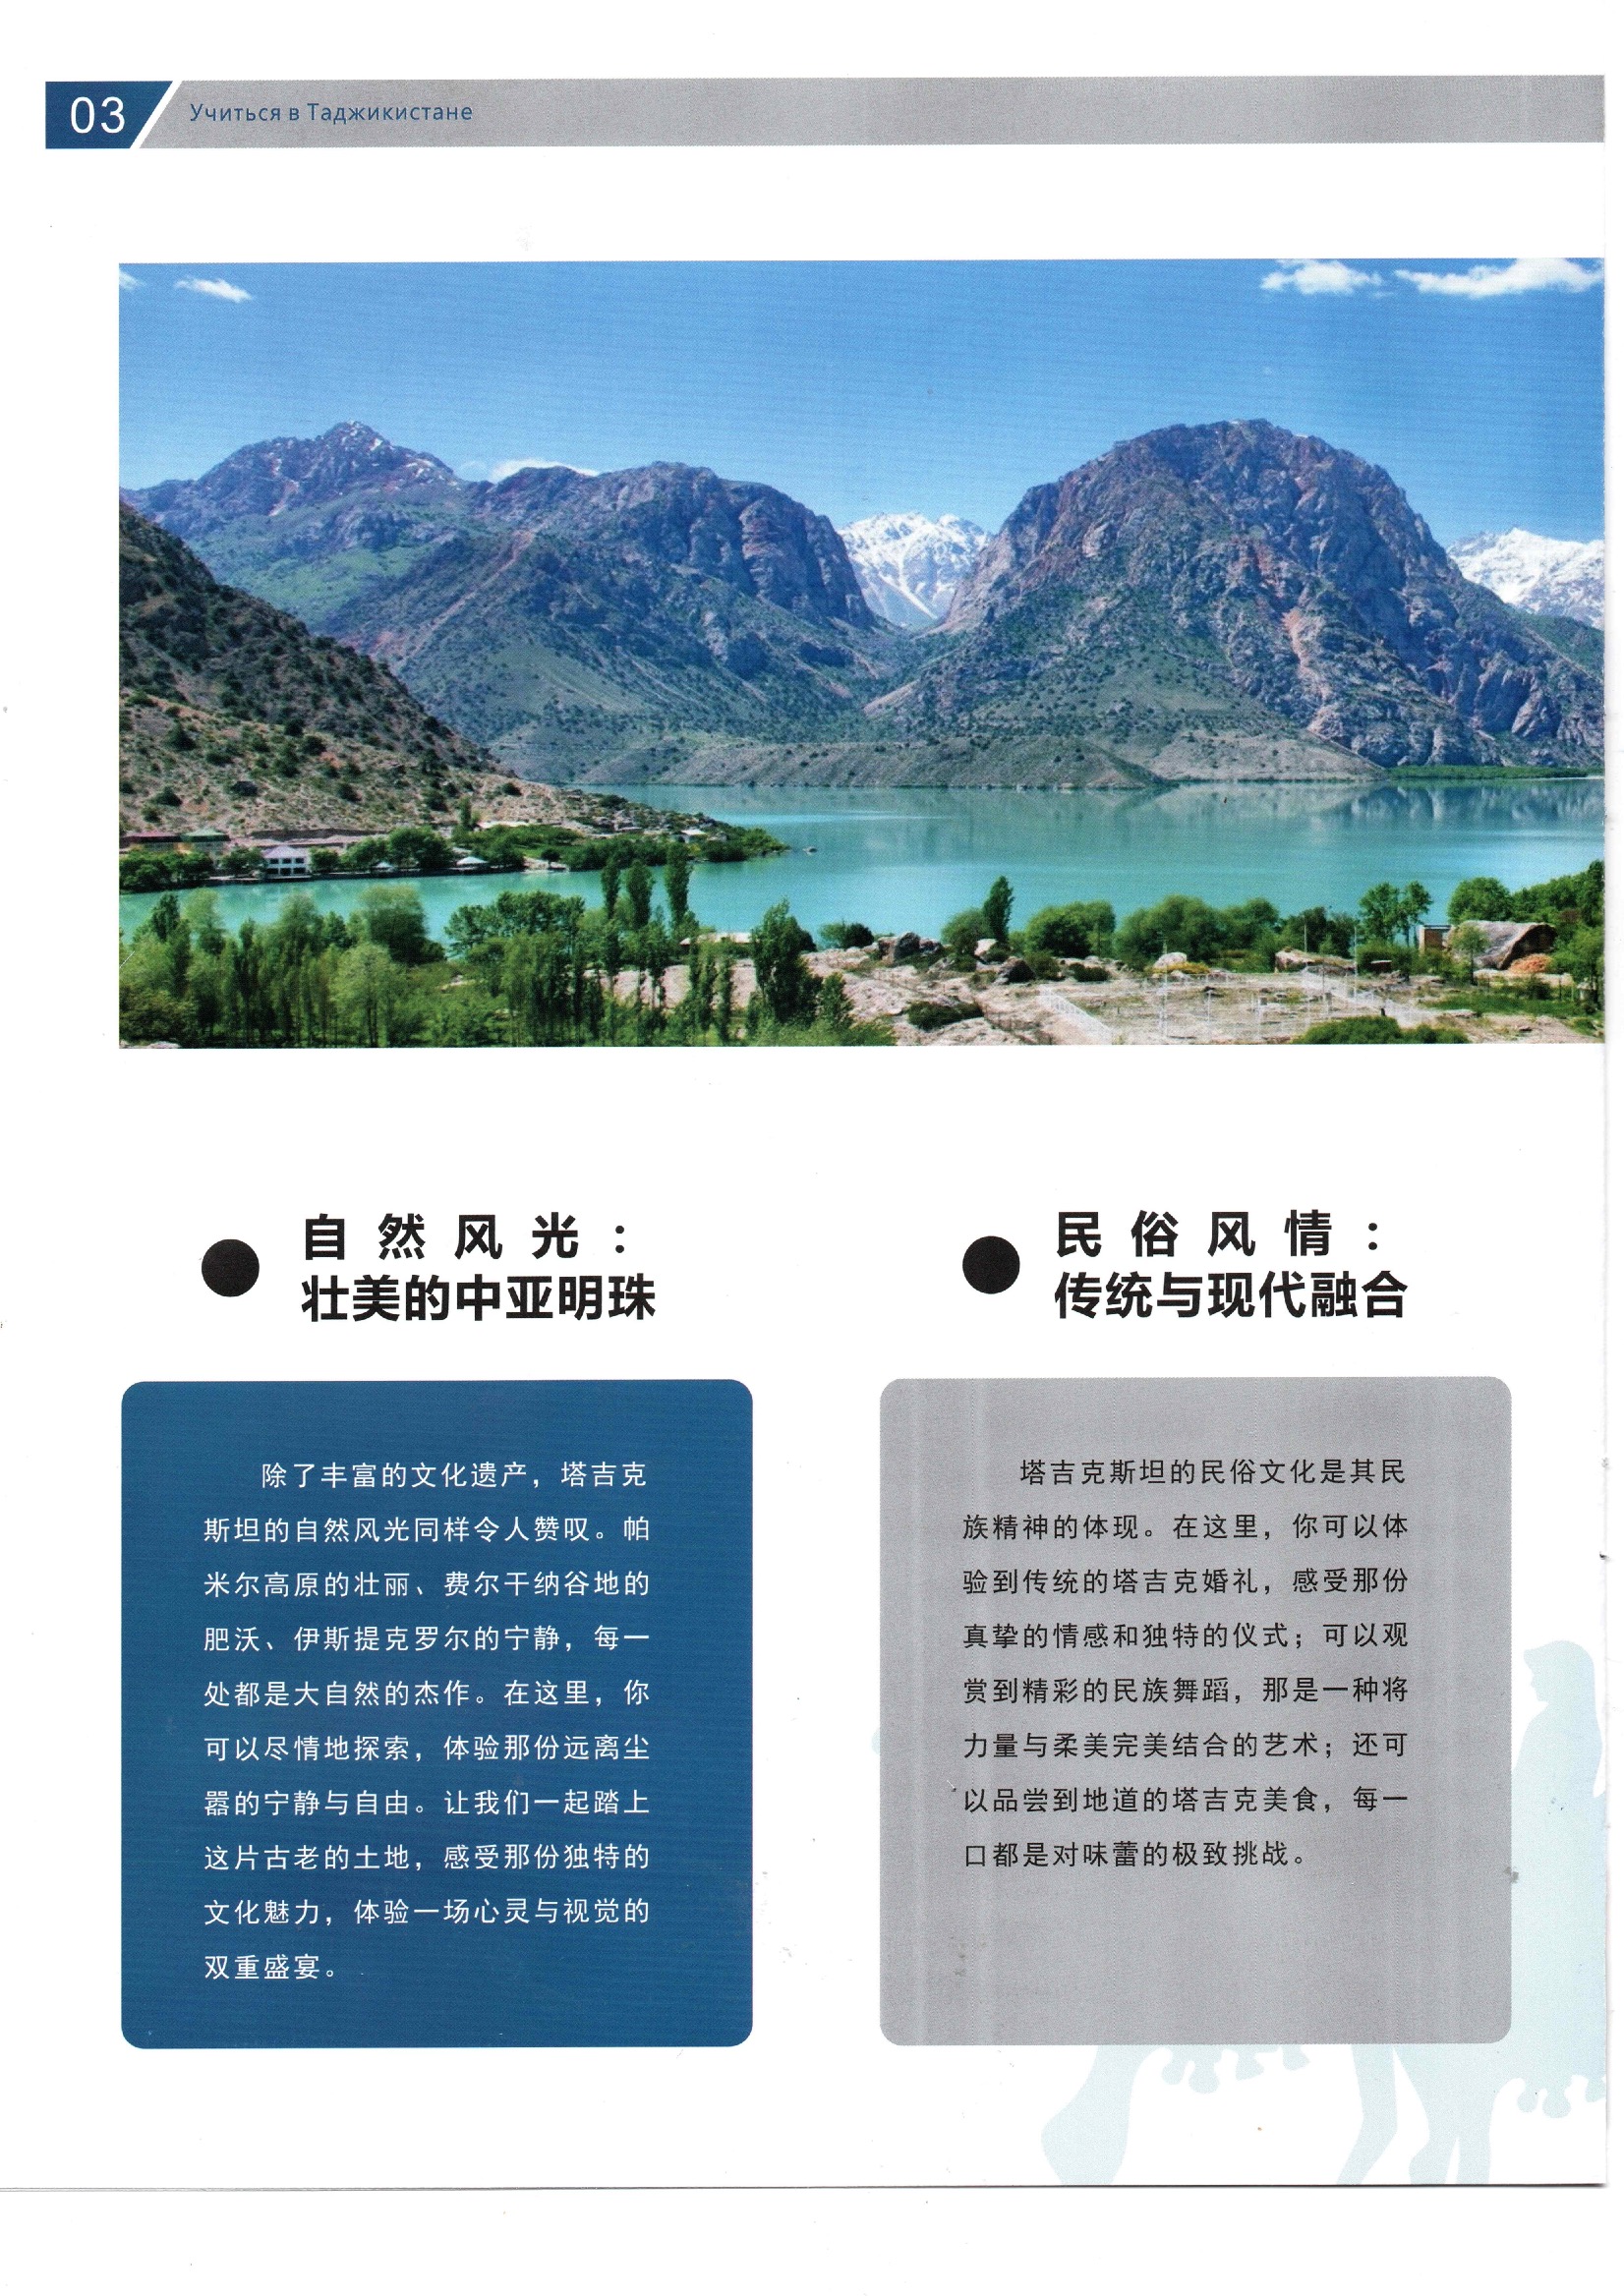 03
Учиться в Таджикистане
自然风光：
壮美的中亚明珠
除了丰富的文化遗产，塔吉克
斯坦的自然风光同样令人赞叹。帕
米尔高原的壮丽、费尔干纳谷地的
肥沃、伊斯提克罗尔的宁静，每一
处都是大自然的杰作。在这里，你
可以尽情地探索，体验那份远离尘
嚣的宁静与自由。让我们一起踏上
这片古老的土地，感受那份独特的
文化魅力，体验一场心灵与视觉的
双重盛宴。
民俗风情：
传统与现代融合
塔吉克斯坦的民俗文化是其民
族精神的体现。在这里，你可以体
验到传统的塔吉克婚礼，感受那份
真挚的情感和独特的仪式；可以观
赏到精彩的民族舞蹈，那是一种将
力量与柔美完美结合的艺术；还可
以品尝到地道的塔吉克美食，每一
口都是对味蕾的极致挑战。